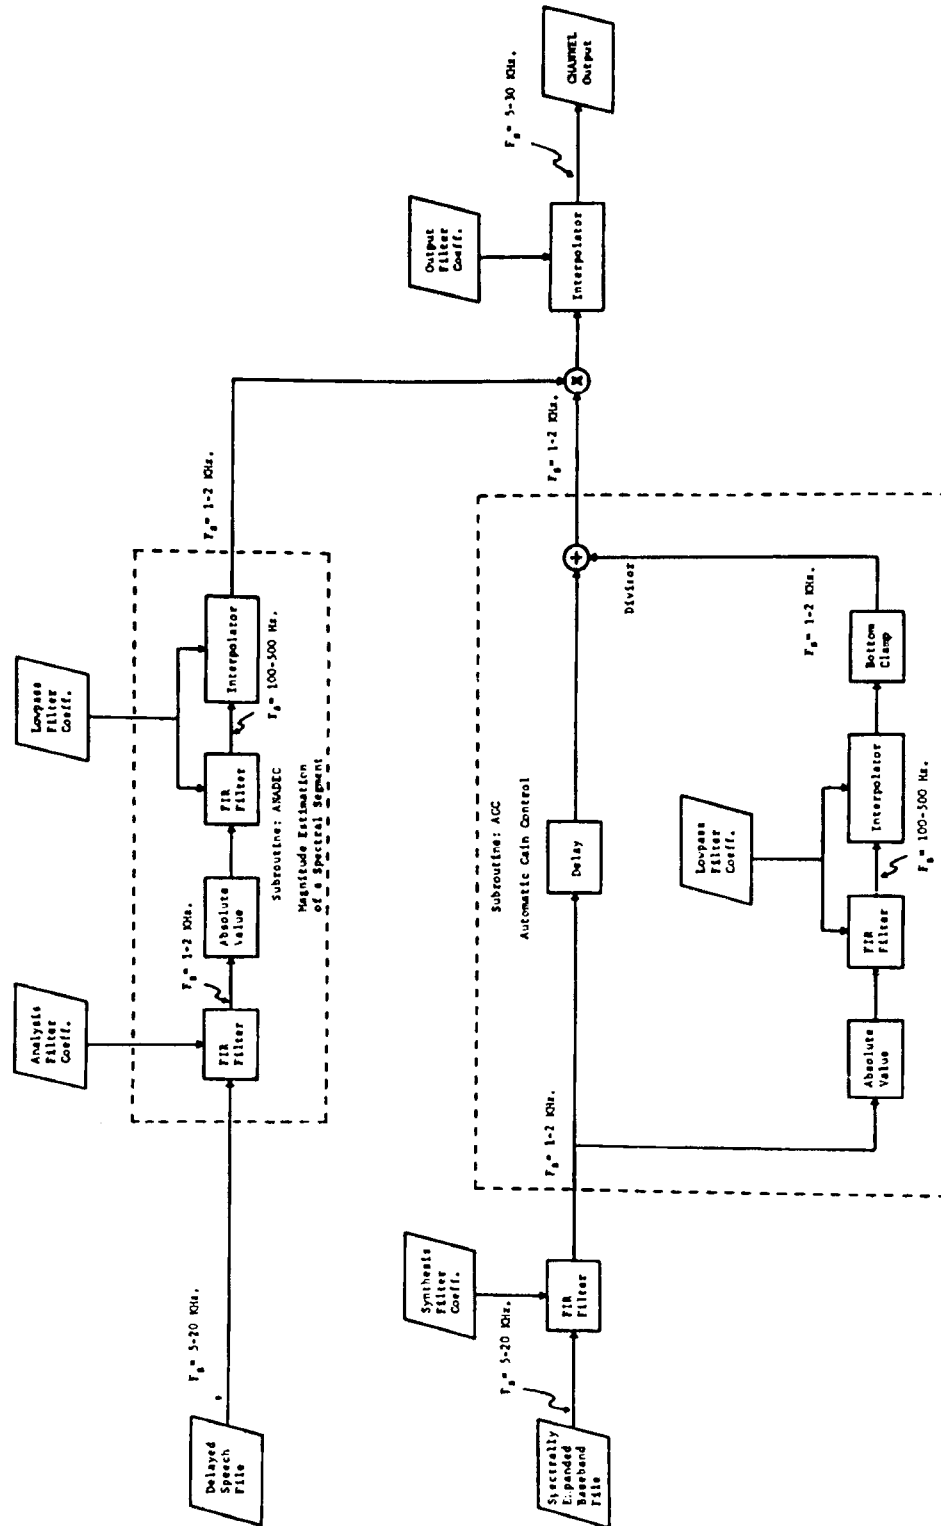 Delayed
Speech
File
F_s = 5-20 KHz.
Analysis
Filter
Coeff.
FIR
Filter
F_s = 1-2 KHz.
Absolute
Value
FIR
Filter
Lowpass
Filter
Coeff.
F_s = 100-500 Hz.
Interpolator
Subroutine: ANADEC
Magnitude Estimation
of a Spectral Segment
F_s = 1-2 KHz.
Spectrally
Expanded
Baseband
File
F_s = 5-20 KHz.
Synthesis
Filter
Coeff.
FIR
Filter
F_s = 1-2 KHz.
Subroutine: AGC
Automatic Gain Control
Delay
Absolute
Value
FIR
Filter
Lowpass
Filter
Coeff.
F_s = 100-500 Hz.
Interpolator
Bottom
Clamp
F_s = 1-2 KHz.
Divisor
÷
F_s = 1-2 KHz.
X
Interpolator
Output
Filter
Coeff.
F_s = 5-30 KHz.
CHANNEL
Output